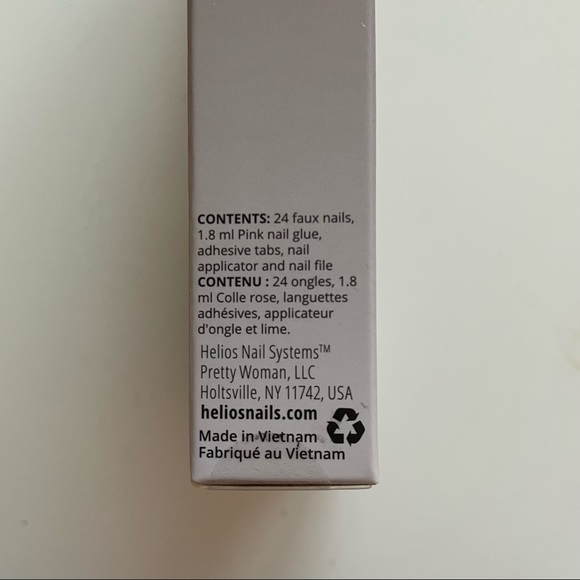 CONTENTS: 24 faux nails,
1.8 ml Pink nail glue,
adhesive tabs, nail
applicator and nail file
CONTENU : 24 ongles, 1.8
ml Colle rose, languettes
adhésives, applicateur
d'ongle et lime.
Helios Nail Systems™
Pretty Woman, LLC
Holtsville, NY 11742, USA
heliosnails.com
Made in Vietnam
Fabriqué au Vietnam